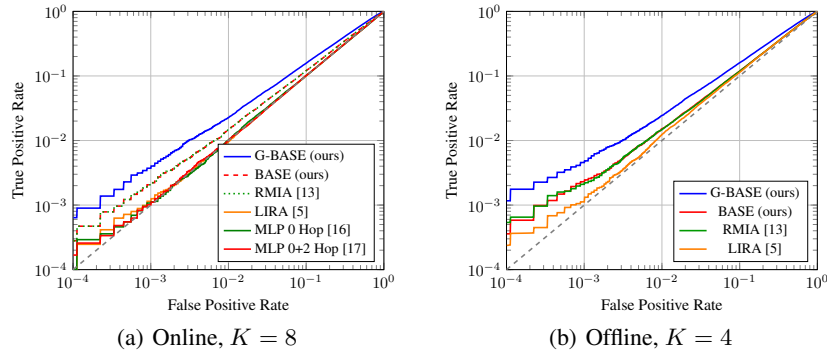 10^0
10^-1
10^-2
10^-3
10^-4
True Positive Rate
G-BASE (ours)
BASE (ours)
RMIA [13]
LIRA [5]
MLP 0 Hop [16]
MLP 0+2 Hop [17]
10^-4 10^-3 10^-2 10^-1 10^0
False Positive Rate
(a) Online, K = 8
10^0
10^-1
10^-2
10^-3
10^-4
True Positive Rate
G-BASE (ours)
BASE (ours)
RMIA [13]
LIRA [5]
10^-4 10^-3 10^-2 10^-1 10^0
False Positive Rate
(b) Offline, K = 4